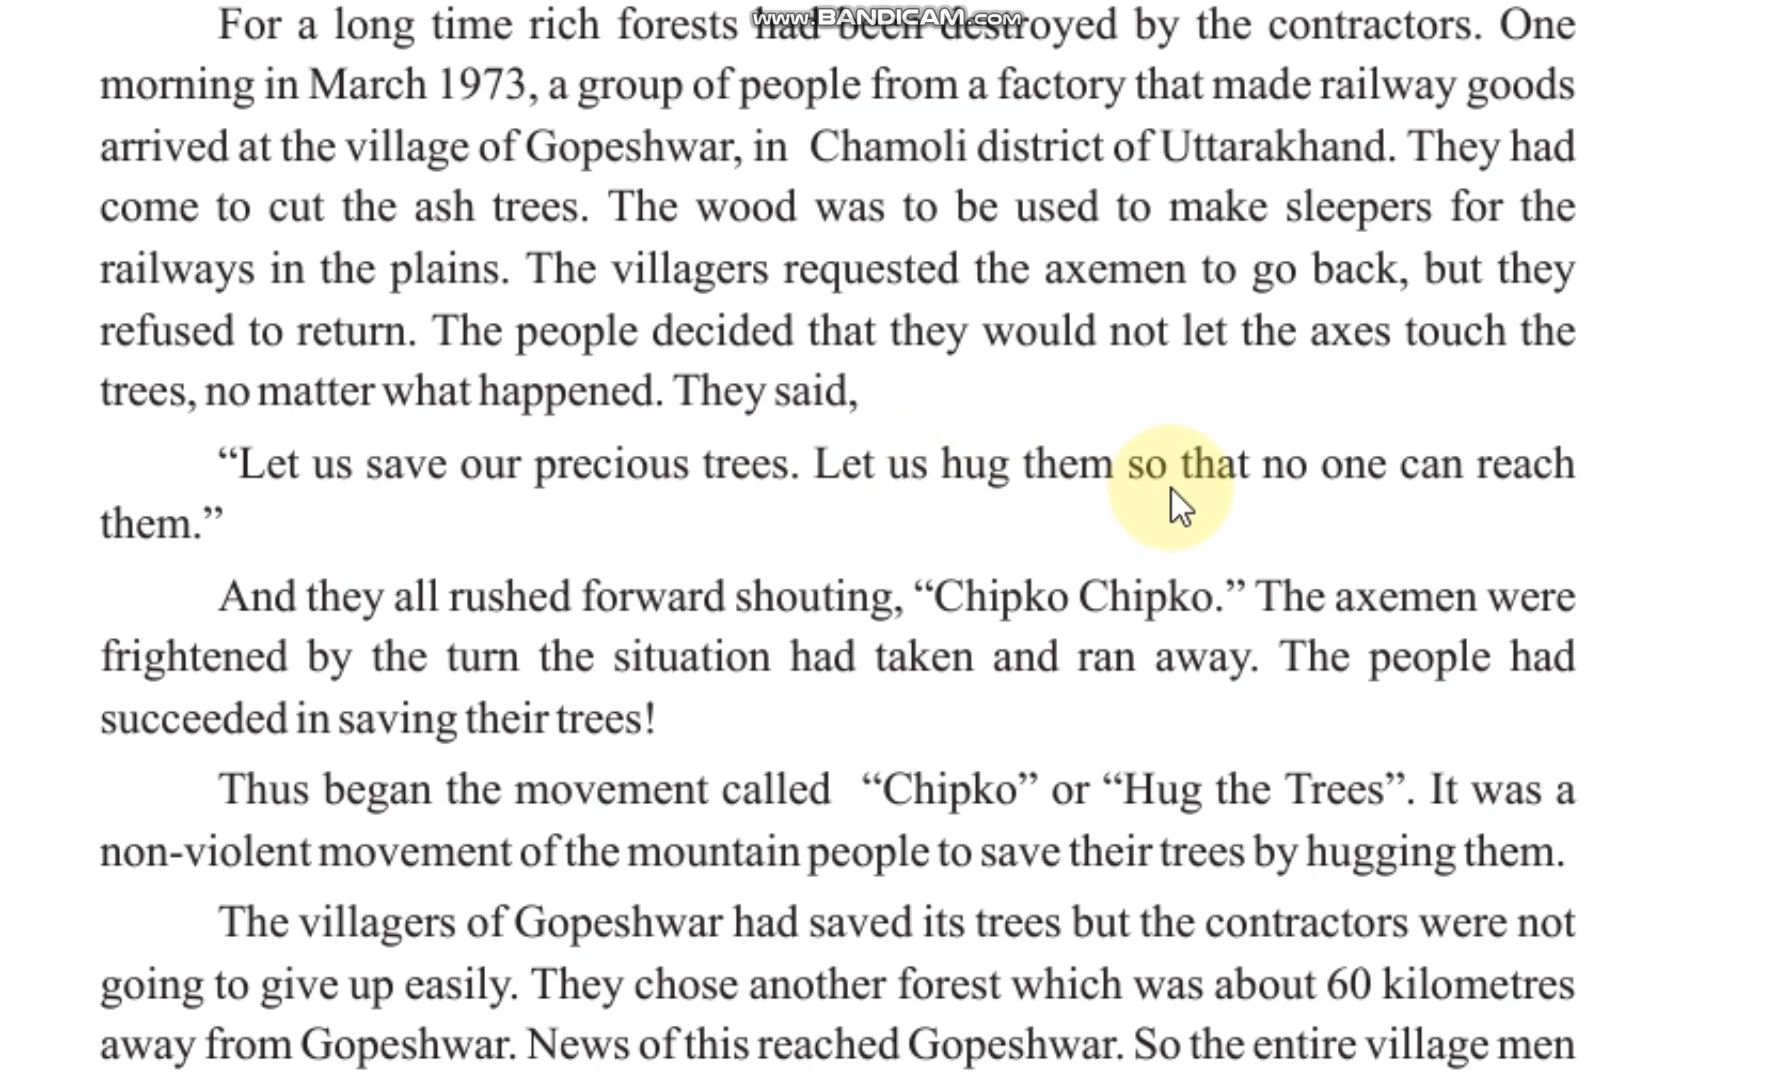 www.BANDICAM.com
For a long time rich forests had been destroyed by the contractors. One
morning in March 1973, a group of people from a factory that made railway goods
arrived at the village of Gopeshwar, in Chamoli district of Uttarakhand. They had
come to cut the ash trees. The wood was to be used to make sleepers for the
railways in the plains. The villagers requested the axemen to go back, but they
refused to return. The people decided that they would not let the axes touch the
trees, no matter what happened. They said,
“Let us save our precious trees. Let us hug them so that no one can reach
them.”
And they all rushed forward shouting, “Chipko Chipko.” The axemen were
frightened by the turn the situation had taken and ran away. The people had
succeeded in saving their trees!
Thus began the movement called “Chipko” or “Hug the Trees”. It was a
non-violent movement of the mountain people to save their trees by hugging them.
The villagers of Gopeshwar had saved its trees but the contractors were not
going to give up easily. They chose another forest which was about 60 kilometres
away from Gopeshwar. News of this reached Gopeshwar. So the entire village men